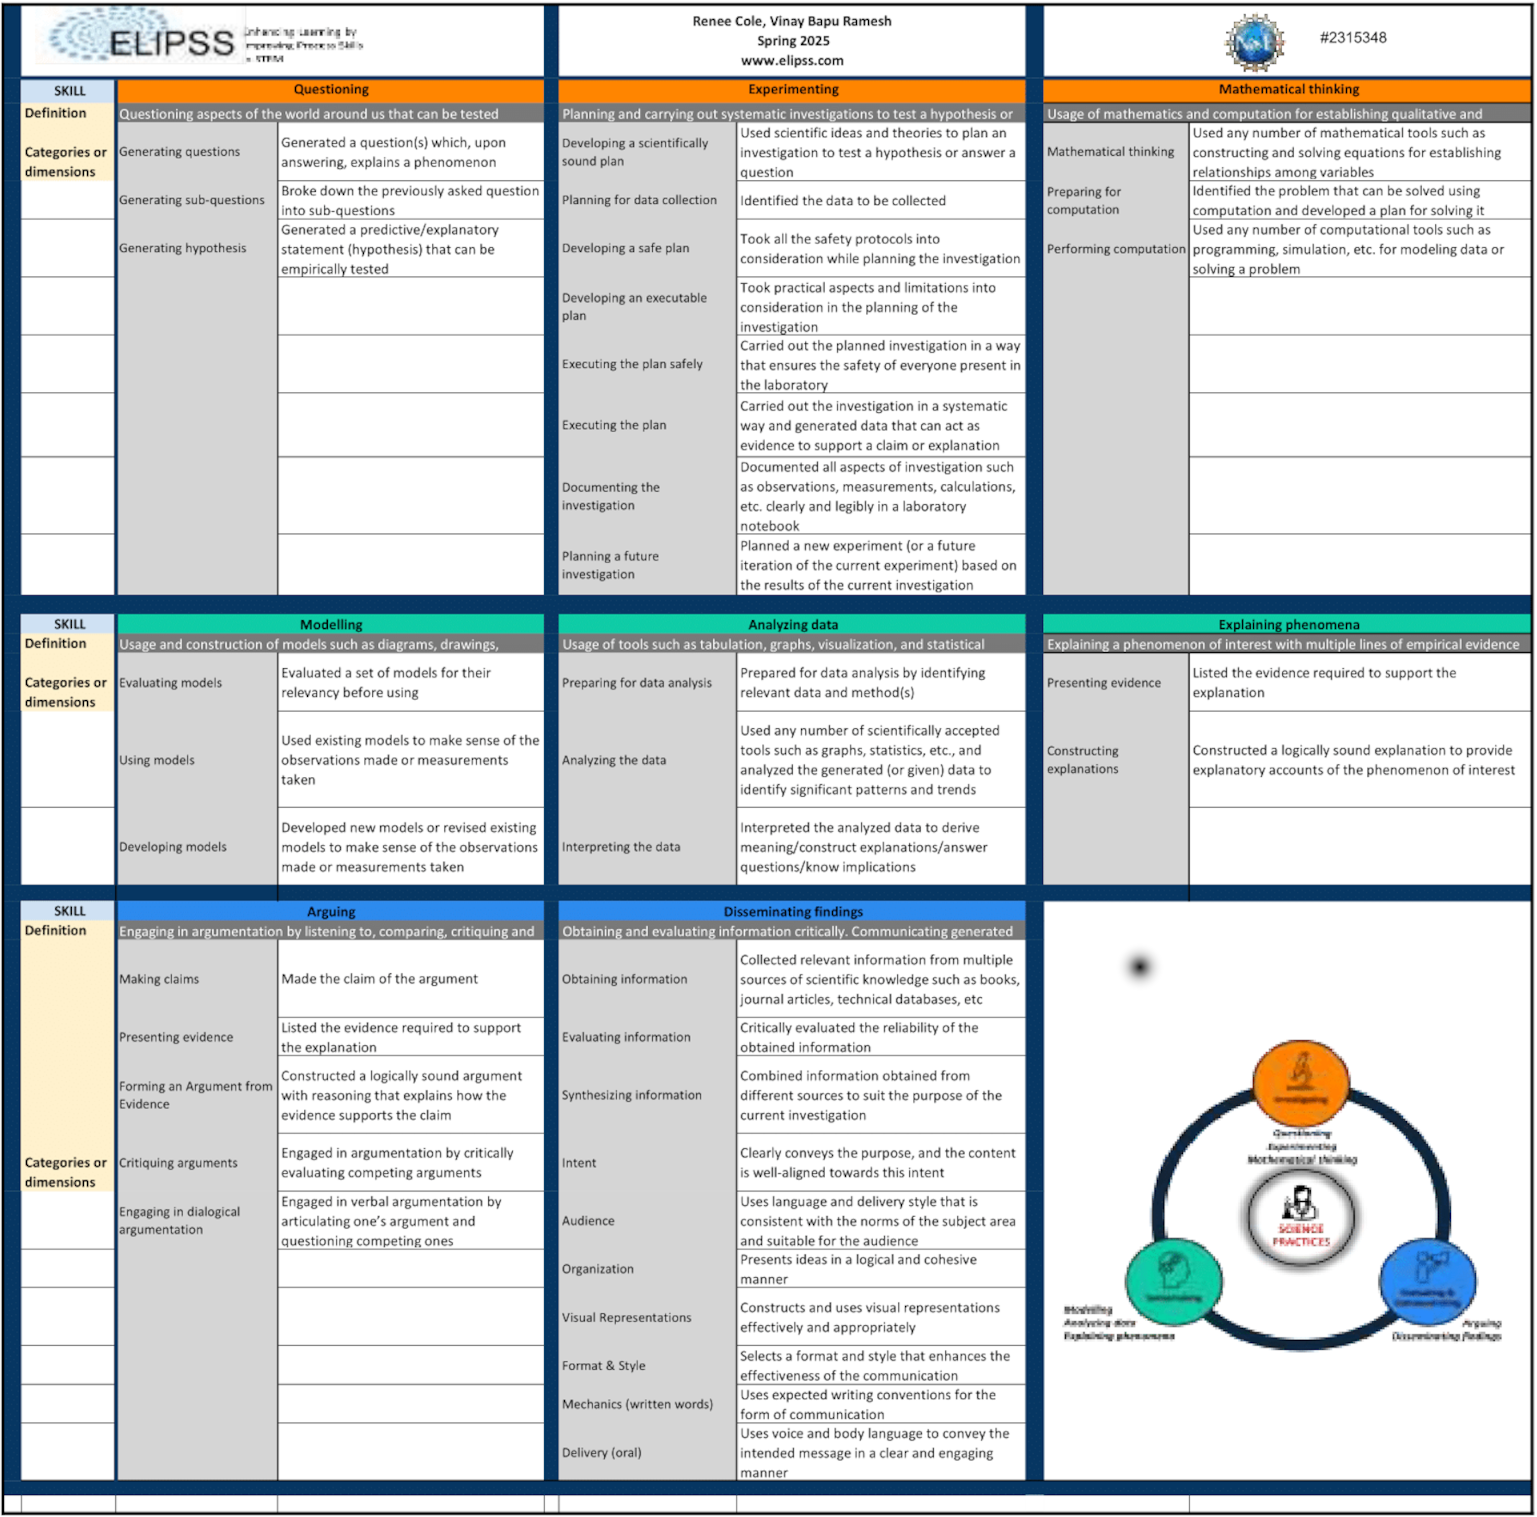 ELIPSS
Enhancing Learning by
Improving Process Skills
in STEM
Renee Cole, Vinay Bapu Ramesh
Spring 2025
www.elipss.com
#2315348
SKILL
Questioning
Experimenting
Mathematical thinking
Definition
Questioning aspects of the world around us that can be tested
Planning and carrying out systematic investigations to test a hypothesis or
Usage of mathematics and computation for establishing qualitative and
Categories or
dimensions
Generating questions
Generated a question(s) which, upon
answering, explains a phenomenon
Generating sub-questions
Broke down the previously asked question
into sub-questions
Generating hypothesis
Generated a predictive/explanatory
statement (hypothesis) that can be
empirically tested
Developing a scientifically
sound plan
Used scientific ideas and theories to plan an
investigation to test a hypothesis or answer a
question
Planning for data collection
Identified the data to be collected
Developing a safe plan
Took all the safety protocols into
consideration while planning the investigation
Developing an executable
plan
Took practical aspects and limitations into
consideration in the planning of the
investigation
Executing the plan safely
Carried out the planned investigation in a way
that ensures the safety of everyone present in
the laboratory
Executing the plan
Carried out the investigation in a systematic
way and generated data that can act as
evidence to support a claim or explanation
Documenting the
investigation
Documented all aspects of investigation such
as observations, measurements, calculations,
etc. clearly and legibly in a laboratory
notebook
Planning a future
investigation
Planned a new experiment (or a future
iteration of the current experiment) based on
the results of the current investigation
Mathematical thinking
Used any number of mathematical tools such as
constructing and solving equations for establishing
relationships among variables
Preparing for
computation
Identified the problem that can be solved using
computation and developed a plan for solving it
Performing computation
Used any number of computational tools such as
programming, simulation, etc. for modeling data or
solving a problem
SKILL
Modelling
Analyzing data
Explaining phenomena
Definition
Usage and construction of models such as diagrams, drawings,
Usage of tools such as tabulation, graphs, visualization, and statistical
Explaining a phenomenon of interest with multiple lines of empirical evidence
Categories or
dimensions
Evaluating models
Evaluated a set of models for their
relevancy before using
Using models
Used existing models to make sense of the
observations made or measurements
taken
Developing models
Developed new models or revised existing
models to make sense of the observations
made or measurements taken
Preparing for data analysis
Prepared for data analysis by identifying
relevant data and method(s)
Analyzing the data
Used any number of scientifically accepted
tools such as graphs, statistics, etc., and
analyzed the generated (or given) data to
identify significant patterns and trends
Interpreting the data
Interpreted the analyzed data to derive
meaning/construct explanations/answer
questions/know implications
Presenting evidence
Listed the evidence required to support the
explanation
Constructing
explanations
Constructed a logically sound explanation to provide
explanatory accounts of the phenomenon of interest
SKILL
Arguing
Disseminating findings
Definition
Engaging in argumentation by listening to, comparing, critiquing and
Obtaining and evaluating information critically. Communicating generated
Categories or
dimensions
Making claims
Made the claim of the argument
Presenting evidence
Listed the evidence required to support
the explanation
Forming an Argument from
Evidence
Constructed a logically sound argument
with reasoning that explains how the
evidence supports the claim
Critiquing arguments
Engaged in argumentation by critically
evaluating competing arguments
Engaging in dialogical
argumentation
Engaged in verbal argumentation by
articulating one's argument and
questioning competing ones
Obtaining information
Collected relevant information from multiple
sources of scientific knowledge such as books,
journal articles, technical databases, etc
Evaluating information
Critically evaluated the reliability of the
obtained information
Synthesizing information
Combined information obtained from
different sources to suit the purpose of the
current investigation
Intent
Clearly conveys the purpose, and the content
is well-aligned towards this intent
Audience
Uses language and delivery style that is
consistent with the norms of the subject area
and suitable for the audience
Organization
Presents ideas in a logical and cohesive
manner
Visual Representations
Constructs and uses visual representations
effectively and appropriately
Format & Style
Selects a format and style that enhances the
effectiveness of the communication
Mechanics (written words)
Uses expected writing conventions for the
form of communication
Delivery (oral)
Uses voice and body language to convey the
intended message in a clear and engaging
manner
Investigating
Questioning
Experimenting
Mathematical thinking
SCIENCE
PRACTICES
Modelling
Analyzing data
Explaining phenomena
Arguing
Disseminating findings